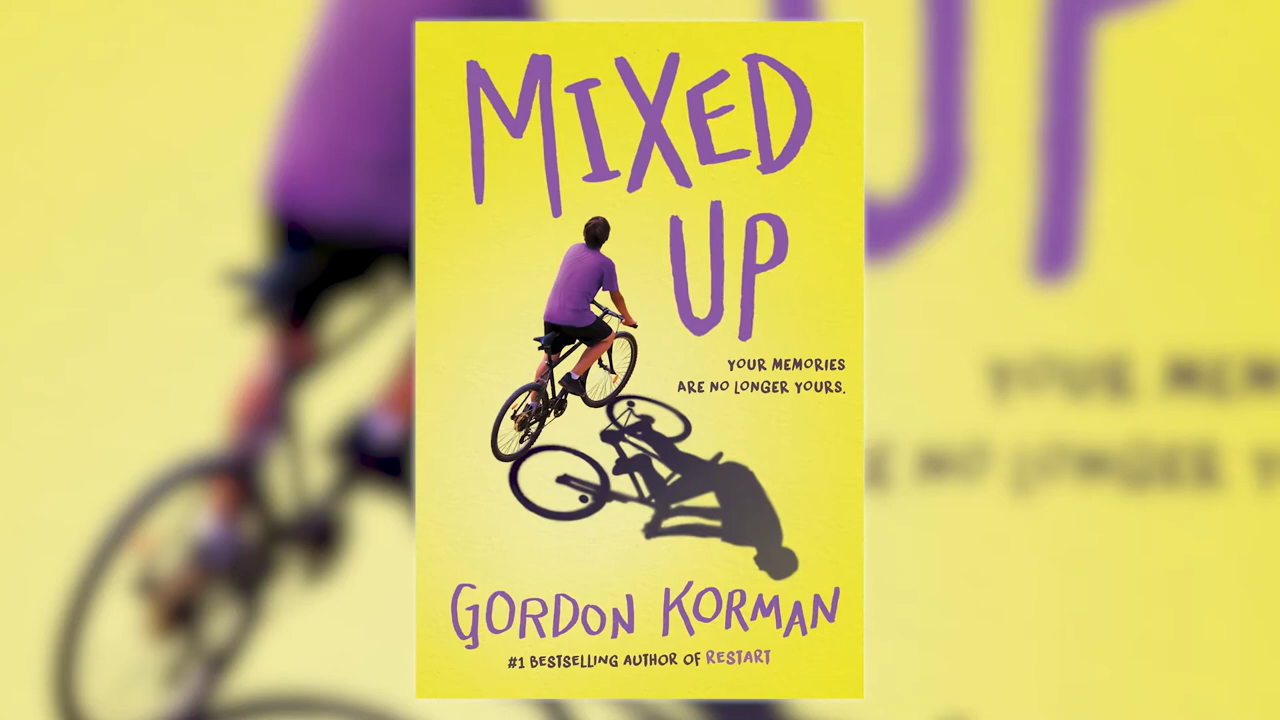 MIXED
UP
YOUR MEMORIES
ARE NO LONGER YOURS.
GORDON KORMAN
#1 BESTSELLING AUTHOR OF RESTART